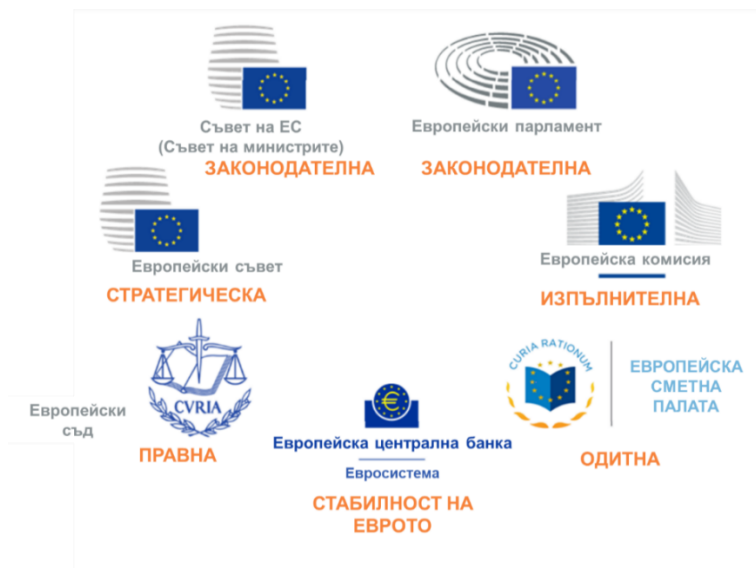 Съвет на ЕС
(Съвет на министрите)
ЗАКОНОДАТЕЛНА
Европейски парламент
ЗАКОНОДАТЕЛНА
Европейски съвет
СТРАТЕГИЧЕСКА
Европейска комисия
ИЗПЪЛНИТЕЛНА
Европейски
съд
CVRIA
ПРАВНА
Европейска централна банка
Евросистема
СТАБИЛНОСТ НА
ЕВРОТО
CURIA RATIONUM
ЕВРОПЕЙСКА
СМЕТНА
ПАЛАТА
ОДИТНА